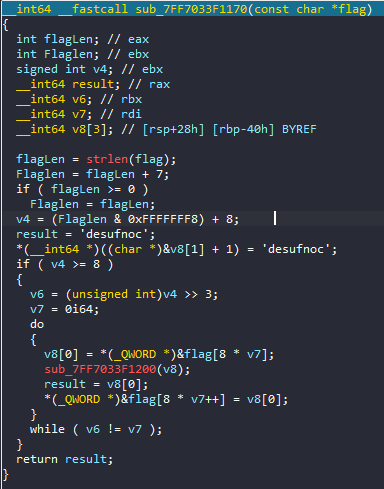 __int64 __fastcall sub_7FF7033F1170(const char *flag)
{
int flagLen; // eax
int Flaglen; // ebx
signed int v4; // ebx
__int64 result; // rax
__int64 v6; // rbx
__int64 v7; // rdi
__int64 v8[3]; // [rsp+28h] [rbp-40h] BYREF
flagLen = strlen(flag);
Flaglen = flagLen + 7;
if ( flagLen >= 0 )
Flaglen = flagLen;
v4 = (Flaglen & 0xFFFFFFF8) + 8;
result = 'desufnoc';
*(__int64 *)((char *)&v8[1] + 1) = 'desufnoc';
if ( v4 >= 8 )
{
v6 = (unsigned int)v4 >> 3;
v7 = 0i64;
do
{
v8[0] = *(_QWORD *)&flag[8 * v7];
sub_7FF7033F1200(v8);
result = v8[0];
*(_QWORD *)&flag[8 * v7++] = v8[0];
}
while ( v6 != v7 );
}
return result;
}